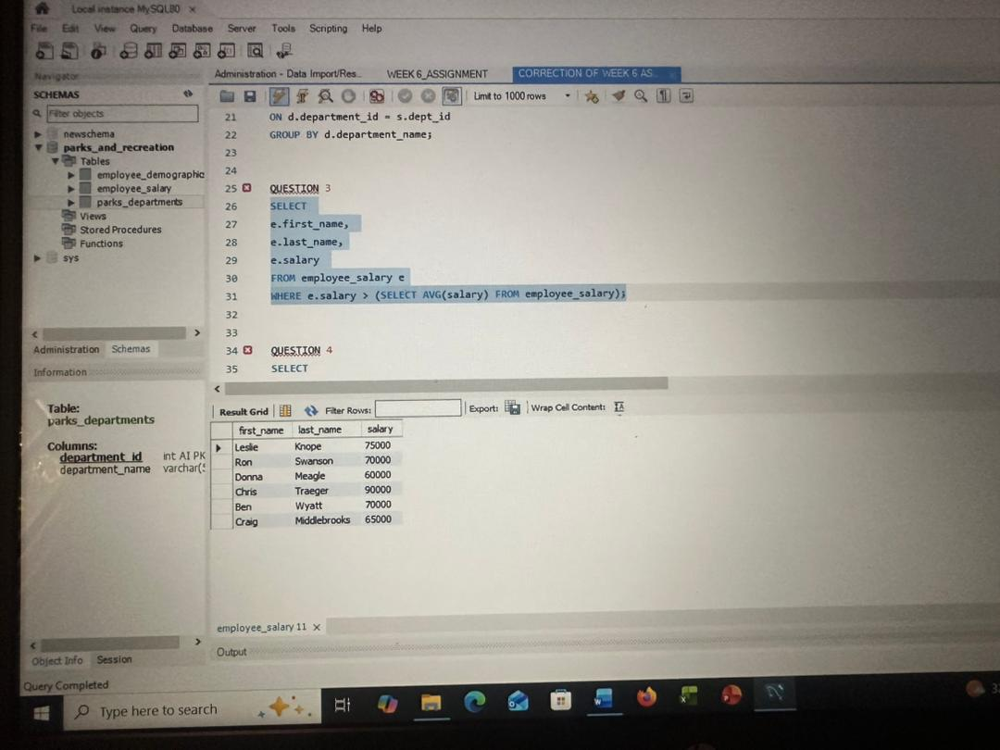 Local instance MySQL80 ×
File Edit View Query Database Server Tools Scripting Help
Navigator
Administration - Data Import/Res... WEEK 6_ASSIGNMENT CORRECTION OF WEEK 6 AS...
SCHEMAS
Filter objects
Limit to 1000 rows
newschema
parks_and_recreation
Tables
employee_demographic
employee_salary
parks_departments
Views
Stored Procedures
Functions
sys
21 ON d.department_id = s.dept_id
22 GROUP BY d.department_name;
23
24
25 QUESTION 3
26 SELECT
27 e.first_name,
28 e.last_name,
29 e.salary
30 FROM employee_salary e
31 WHERE e.salary > (SELECT AVG(salary) FROM employee_salary);
32
33
34 QUESTION 4
35 SELECT
Administration Schemas
Information
Table:
parks_departments
Columns:
department_id int AI PK
department_name varchar(
Result Grid Filter Rows: Export: Wrap Cell Content:
first_name last_name salary
Leslie Knope 75000
Ron Swanson 70000
Donna Meagle 60000
Chris Traeger 90000
Ben Wyatt 70000
Craig Middlebrooks 65000
employee_salary 11 ×
Output
Object Info Session
Query Completed
Type here to search